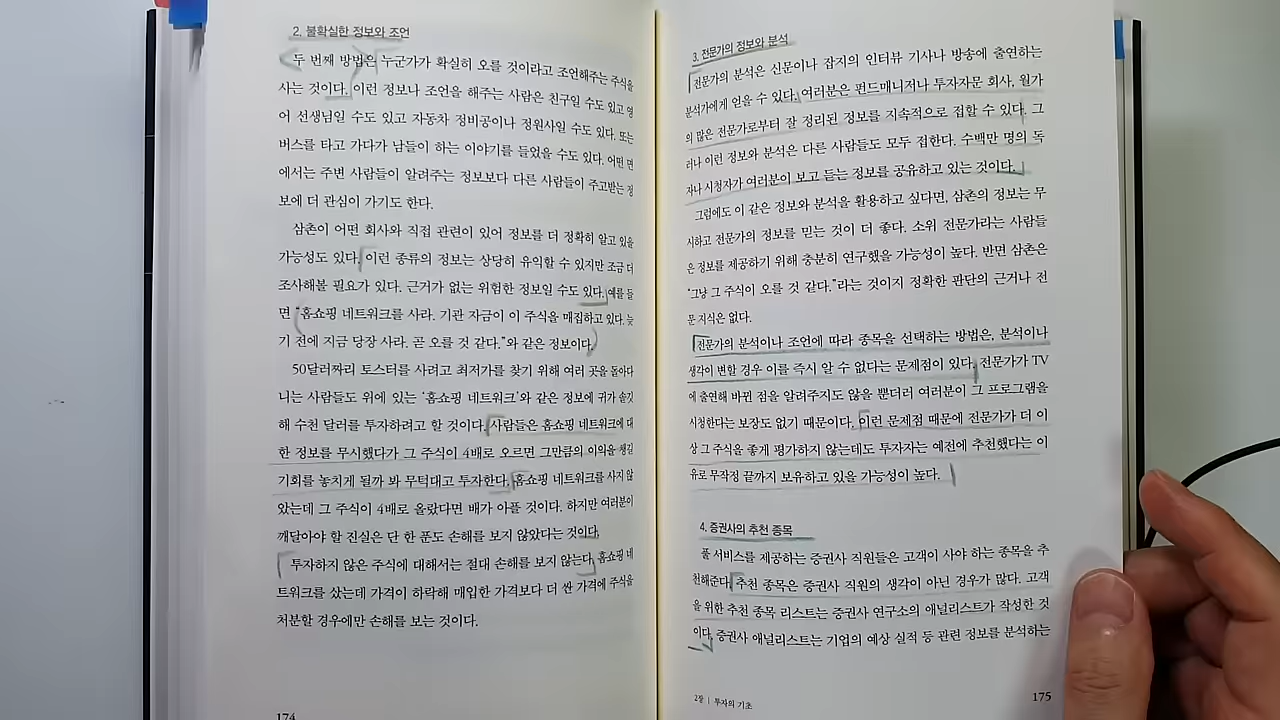 2. 불확실한 정보와 조언
두 번째 방법은 누군가가 확실히 오를 것이라고 조언해주는 주식을
사는 것이다. 이런 정보나 조언을 해주는 사람은 친구일 수도 있고 영
어 선생님일 수도 있고 자동차 정비공이나 정원사일 수도 있다. 또는
버스를 타고 가다가 남들이 하는 이야기를 들었을 수도 있다. 어떤 면
에서는 주변 사람들이 알려주는 정보보다 다른 사람들이 주고받는 정
보에 더 관심이 가기도 한다.
삼촌이 어떤 회사와 직접 관련이 있어 정보를 더 정확히 알고 있을
가능성도 있다. 이런 종류의 정보는 상당히 유익할 수 있지만 조금 더
조사해볼 필요가 있다. 근거가 없는 위험한 정보일 수도 있다. 예를 들
면 “홈쇼핑 네트워크를 사라. 기관 자금이 이 주식을 매집하고 있다. 늦
기 전에 지금 당장 사라. 곧 오를 것 같다.”와 같은 정보이다.
50달러짜리 토스터를 사려고 최저가를 찾기 위해 여러 곳을 돌아다
니는 사람들도 위에 있는 ‘홈쇼핑 네트워크’와 같은 정보에 귀가 솔깃
해 수천 달러를 투자하려고 할 것이다. 사람들은 홈쇼핑 네트워크에 대
한 정보를 무시했다가 그 주식이 4배로 오르면 그만큼의 이익을 챙길
기회를 놓치게 될까 봐 무턱대고 투자한다. 홈쇼핑 네트워크를 사지 않
았는데 그 주식이 4배로 올랐다면 배가 아플 것이다. 하지만 여러분이
깨달아야 할 진실은 단 한 푼도 손해를 보지 않았다는 것이다.
투자하지 않은 주식에 대해서는 절대 손해를 보지 않는다. 홈쇼핑 네
트워크를 샀는데 가격이 하락해 매입한 가격보다 더 싼 가격에 주식을
처분할 경우에만 손해를 보는 것이다.
174
3. 전문가의 정보와 분석
전문가의 분석은 신문이나 잡지의 인터뷰 기사나 방송에 출연하는
분석가에게 얻을 수 있다. 여러분은 펀드매니저나 투자자문 회사, 월가
의 많은 전문가로부터 잘 정리된 정보를 지속적으로 접할 수 있다. 그
러나 이런 정보와 분석은 다른 사람들도 모두 접한다. 수백만 명의 독
자나 시청자가 여러분이 보고 듣는 정보를 공유하고 있는 것이다.
그럼에도 이 같은 정보와 분석을 활용하고 싶다면, 삼촌의 정보는 무
시하고 전문가의 정보를 믿는 것이 더 좋다. 소위 전문가라는 사람들
은 정보를 제공하기 위해 충분히 연구했을 가능성이 높다. 반면 삼촌은
“그냥 그 주식이 오를 것 같다.”라는 것이지 정확한 판단의 근거나 전
문 지식은 없다.
전문가의 분석이나 조언에 따라 종목을 선택하는 방법은, 분석이나
생각이 변할 경우 이를 즉시 알 수 없다는 문제점이 있다. 전문가가 TV
에 출연해 바뀐 점을 알려주지도 않을 뿐더러 여러분이 그 프로그램을
시청한다는 보장도 없기 때문이다. 이런 문제점 때문에 전문가가 더 이
상 그 주식을 좋게 평가하지 않는데도 투자자는 예전에 추천했다는 이
유로 무작정 끝까지 보유하고 있을 가능성이 높다.
4. 증권사의 추천 종목
풀 서비스를 제공하는 증권사 직원들은 고객이 사야 하는 종목을 추
천해준다. 추천 종목은 증권사 직원의 생각이 아닌 경우가 많다. 고객
을 위한 추천 종목 리스트는 증권사 연구소의 애널리스트가 작성한 것
이다. 증권사 애널리스트는 기업의 예상 실적 등 관련 정보를 분석하는
2장 | 투자의 기초
175